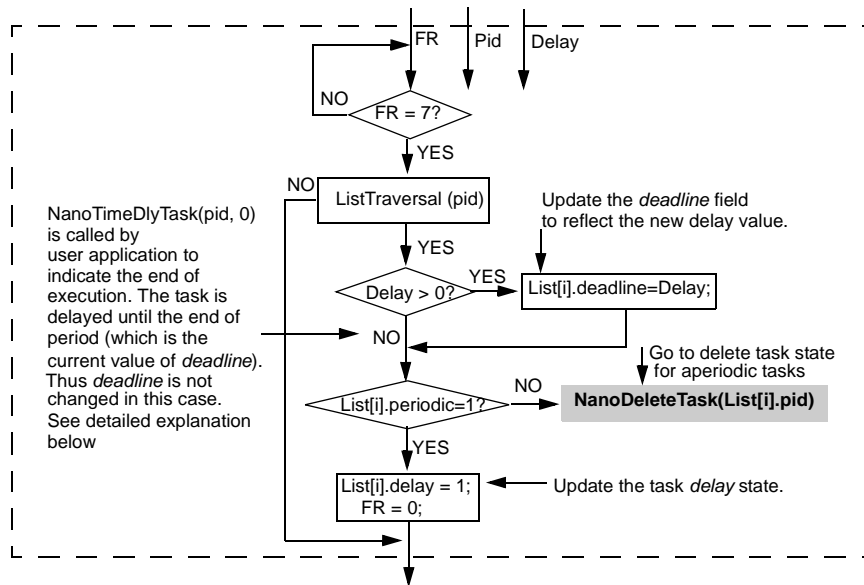 FR
Pid
Delay
NO
FR = 7?
YES
NO
ListTraversal (pid)
Update the deadline field
to reflect the new delay value.
NanoTimeDlyTask(pid, 0)
is called by
user application to
indicate the end of
execution. The task is
delayed until the end of
period (which is the
current value of deadline).
Thus deadline is not
changed in this case.
See detailed explanation
below
YES
Delay > 0?
YES
List[i].deadline=Delay;
NO
Go to delete task state
for aperiodic tasks
List[i].periodic=1?
NO
NanoDeleteTask(List[i].pid)
YES
List[i].delay = 1;
FR = 0;
Update the task delay state.